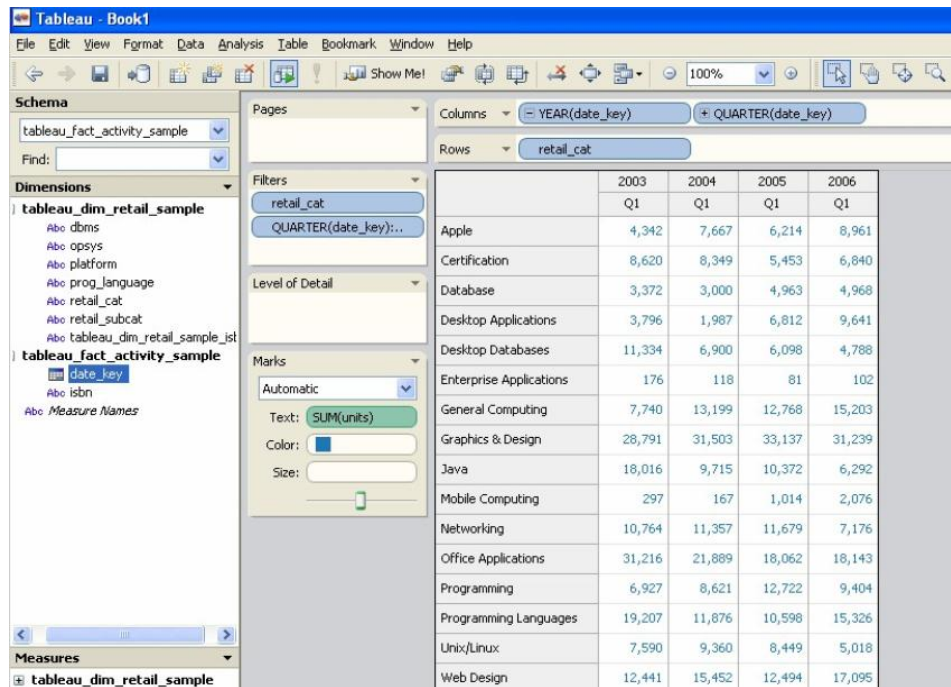 Tableau - Book1
File Edit View Format Data Analysis Table Bookmark Window Help
Show Me!
100%
Schema
tableau_fact_activity_sample
Find:
Dimensions
tableau_dim_retail_sample
Abc dbms
Abc opsys
Abc platform
Abc prog_language
Abc retail_cat
Abc retail_subcat
Abc tableau_dim_retail_sample_ist
tableau_fact_activity_sample
date_key
Abc isbn
Abc Measure Names
Measures
tableau_dim_retail_sample
Pages
Filters
retail_cat
QUARTER(date_key):..
Level of Detail
Marks
Automatic
Text: SUM(units)
Color:
Size:
Columns YEAR(date_key) QUARTER(date_key)
Rows retail_cat
2003 2004 2005 2006
Q1 Q1 Q1 Q1
Apple 4,342 7,667 6,214 8,961
Certification 8,620 8,349 5,453 6,840
Database 3,372 3,000 4,963 4,968
Desktop Applications 3,796 1,987 6,812 9,641
Desktop Databases 11,334 6,900 6,098 4,788
Enterprise Applications 176 118 81 102
General Computing 7,740 13,199 12,768 15,203
Graphics & Design 28,791 31,503 33,137 31,239
Java 18,016 9,715 10,372 6,292
Mobile Computing 297 167 1,014 2,076
Networking 10,764 11,357 11,679 7,176
Office Applications 31,216 21,889 18,062 18,143
Programming 6,927 8,621 12,722 9,404
Programming Languages 19,207 11,876 10,598 15,326
Unix/Linux 7,590 9,360 8,449 5,018
Web Design 12,441 15,452 12,494 17,095